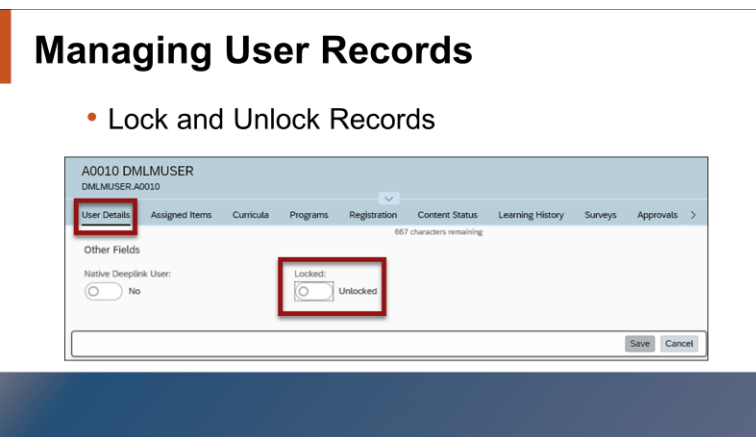 Managing User Records
• Lock and Unlock Records
A0010 DMLMUSER
DMLMUSER.A0010
User Details Assigned Items Curricula Programs Registration Content Status Learning History Surveys Approvals
667 characters remaining
Other Fields
Native Deeplink User: Locked:
No Unlocked
Save Cancel